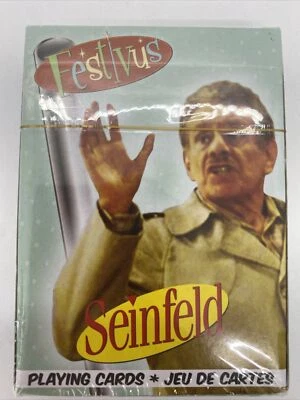 Festivus
Seinfeld
PLAYING CARDS * JEU DE CARTES